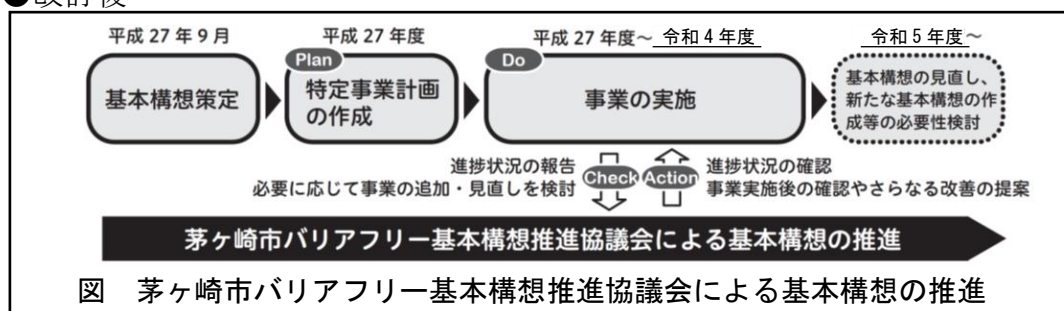 ●改訂後
平成27年9月
平成27年度
平成27年度～ 令和4年度
令和5年度～
Plan
Do
基本構想策定
特定事業計画
の作成
事業の実施
基本構想の見直し、
新たな基本構想の作
成等の必要性検討
進捗状況の報告
必要に応じて事業の追加・見直しを検討
Check
Action
進捗状況の確認
事業実施後の確認やさらなる改善の提案
茅ヶ崎市バリアフリー基本構想推進協議会による基本構想の推進
図　茅ヶ崎市バリアフリー基本構想推進協議会による基本構想の推進